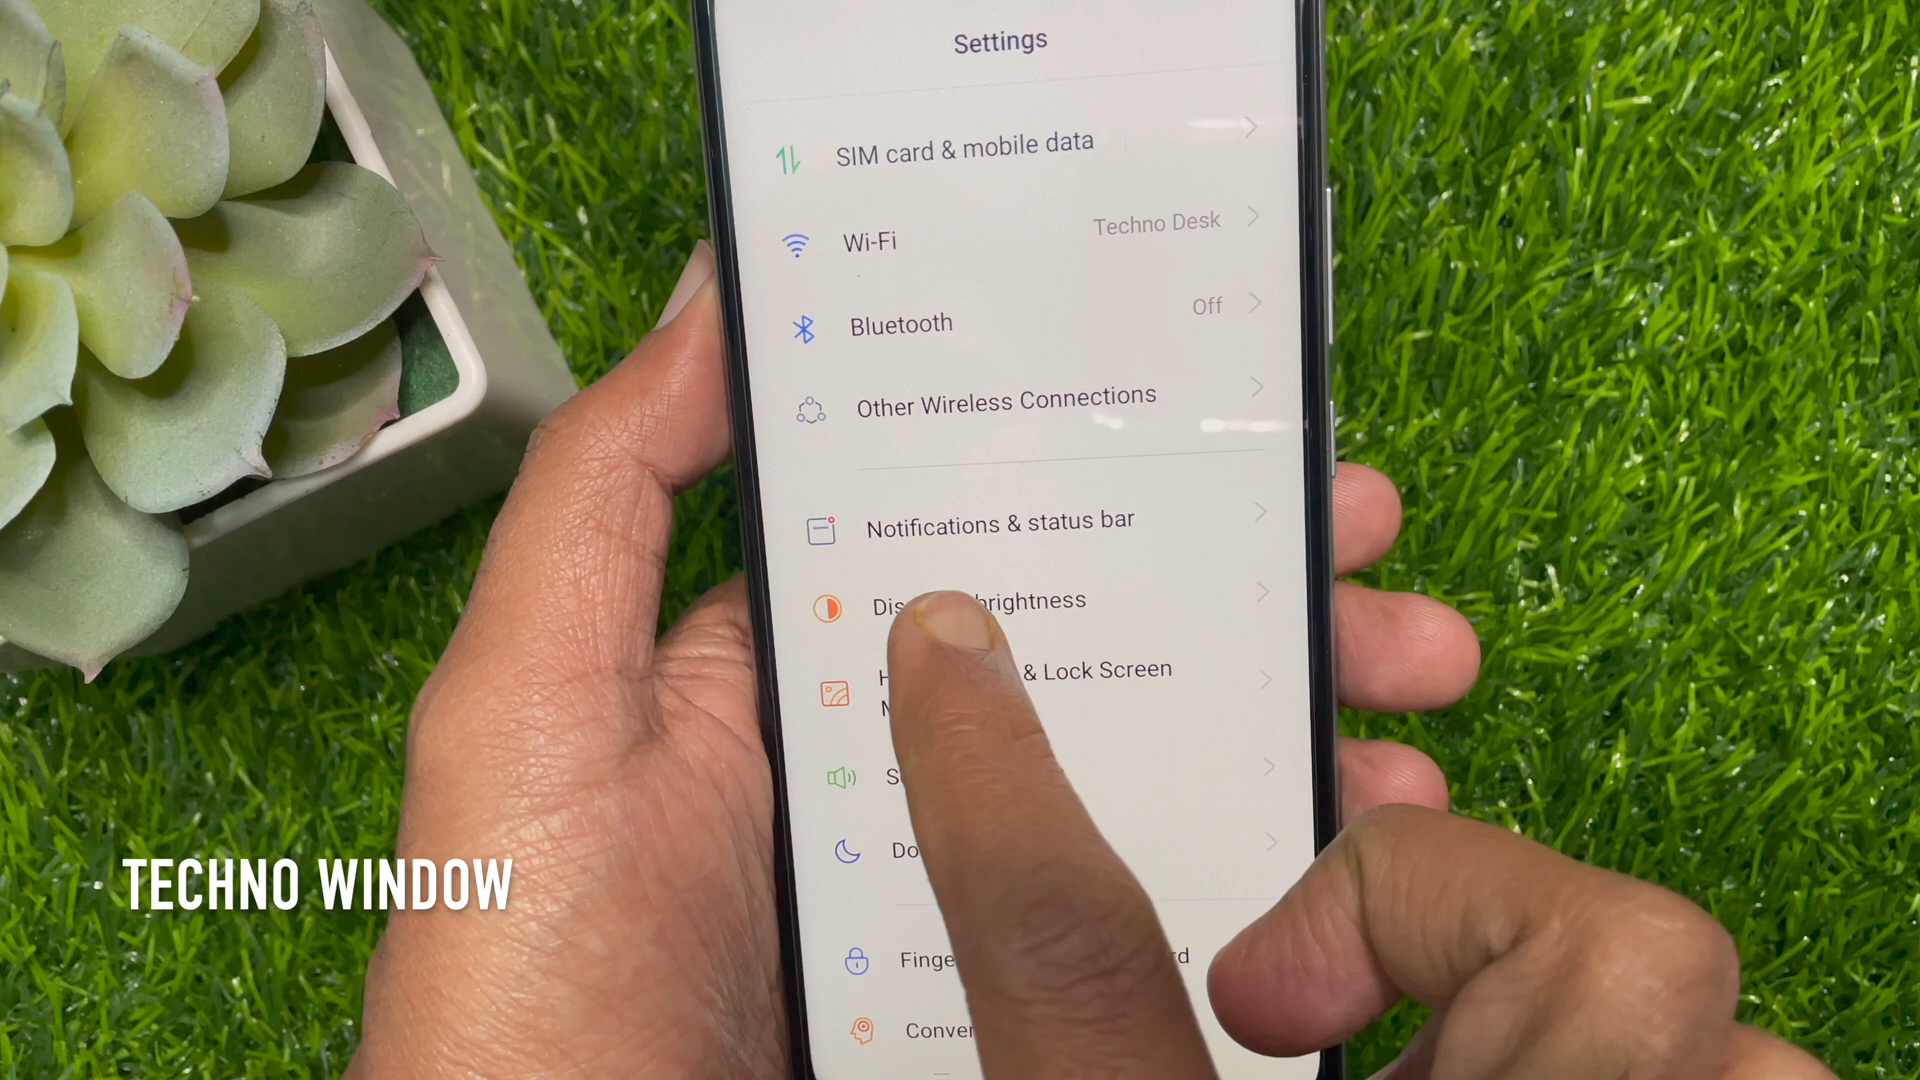 Settings
SIM card & mobile data
Wi-Fi
Techno Desk
Bluetooth
Off
Other Wireless Connections
Notifications & status bar
brightness
& Lock Screen
TECHNO WINDOW